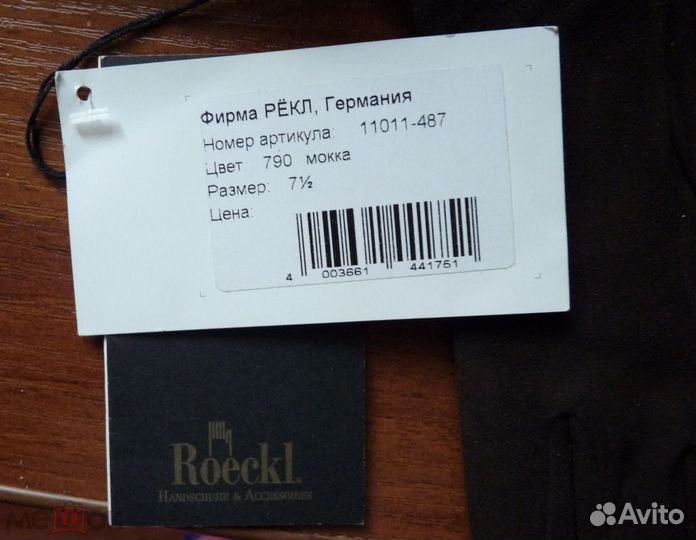 Фирма РЁКЛ, Германия
Номер артикула: 11011-487
Цвет 790 мокка
Размер: 7½
Цена:
4 003661 441751
Roeckl
HANDSCHUHE & ACCESSOIRES
Мешок
Avito